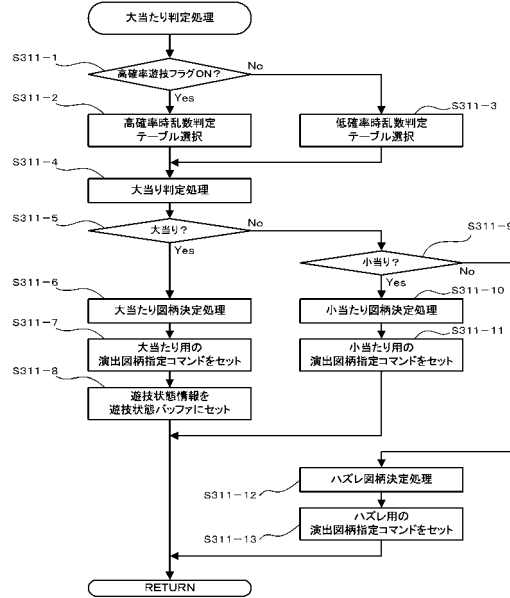 大当たり判定処理
S311-1
高確率遊技フラグON?
No
Yes
S311-2
高確率時乱数判定
テーブル選択
S311-3
低確率時乱数判定
テーブル選択
S311-4
大当り判定処理
S311-5
大当り?
No
Yes
S311-9
小当り?
No
Yes
S311-6
大当たり図柄決定処理
S311-10
小当たり図柄決定処理
S311-7
大当たり用の
演出図柄指定コマンドをセット
S311-11
小当たり用の
演出図柄指定コマンドをセット
S311-8
遊技状態情報を
遊技状態バッファにセット
ハズレ図柄決定処理
S311-12
ハズレ用の
演出図柄指定コマンドをセット
S311-13
RETURN